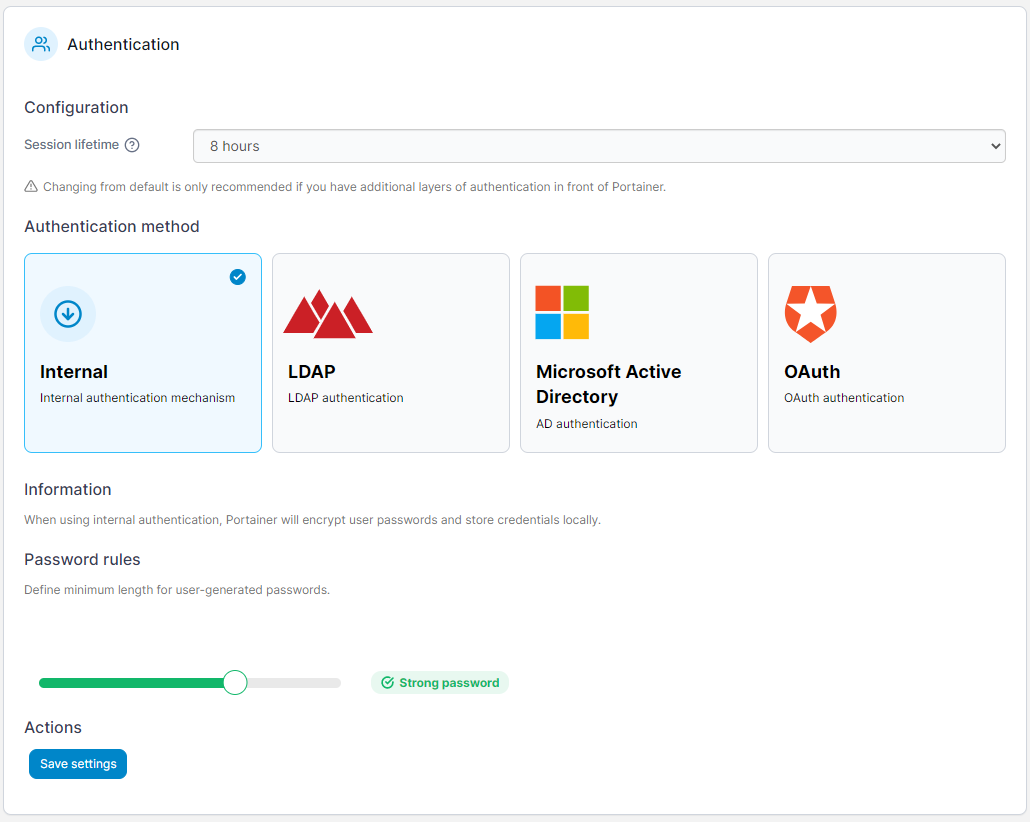 Authentication
Configuration
Session lifetime
8 hours
Changing from default is only recommended if you have additional layers of authentication in front of Portainer.
Authentication method
Internal
Internal authentication mechanism
LDAP
LDAP authentication
Microsoft Active
Directory
AD authentication
OAuth
OAuth authentication
Information
When using internal authentication, Portainer will encrypt user passwords and store credentials locally.
Password rules
Define minimum length for user-generated passwords.
Strong password
Actions
Save settings